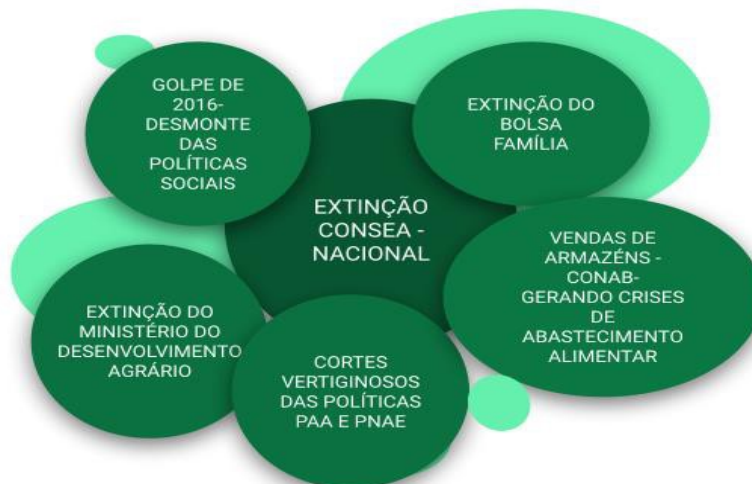 GOLPE DE
2016-
DESMONTE
DAS
POLÍTICAS
SOCIAIS
EXTINÇÃO DO
BOLSA
FAMÍLIA
EXTINÇÃO
CONSEA -
NACIONAL
VENDAS DE
ARMAZÉNS -
CONAB-
GERANDO CRISES
DE
ABASTECIMENTO
ALIMENTAR
EXTINÇÃO DO
MINISTÉRIO DO
DESENVOLVIMENTO
AGRÁRIO
CORTES
VERTIGINOSOS
DAS POLÍTICAS
PAA E PNAE